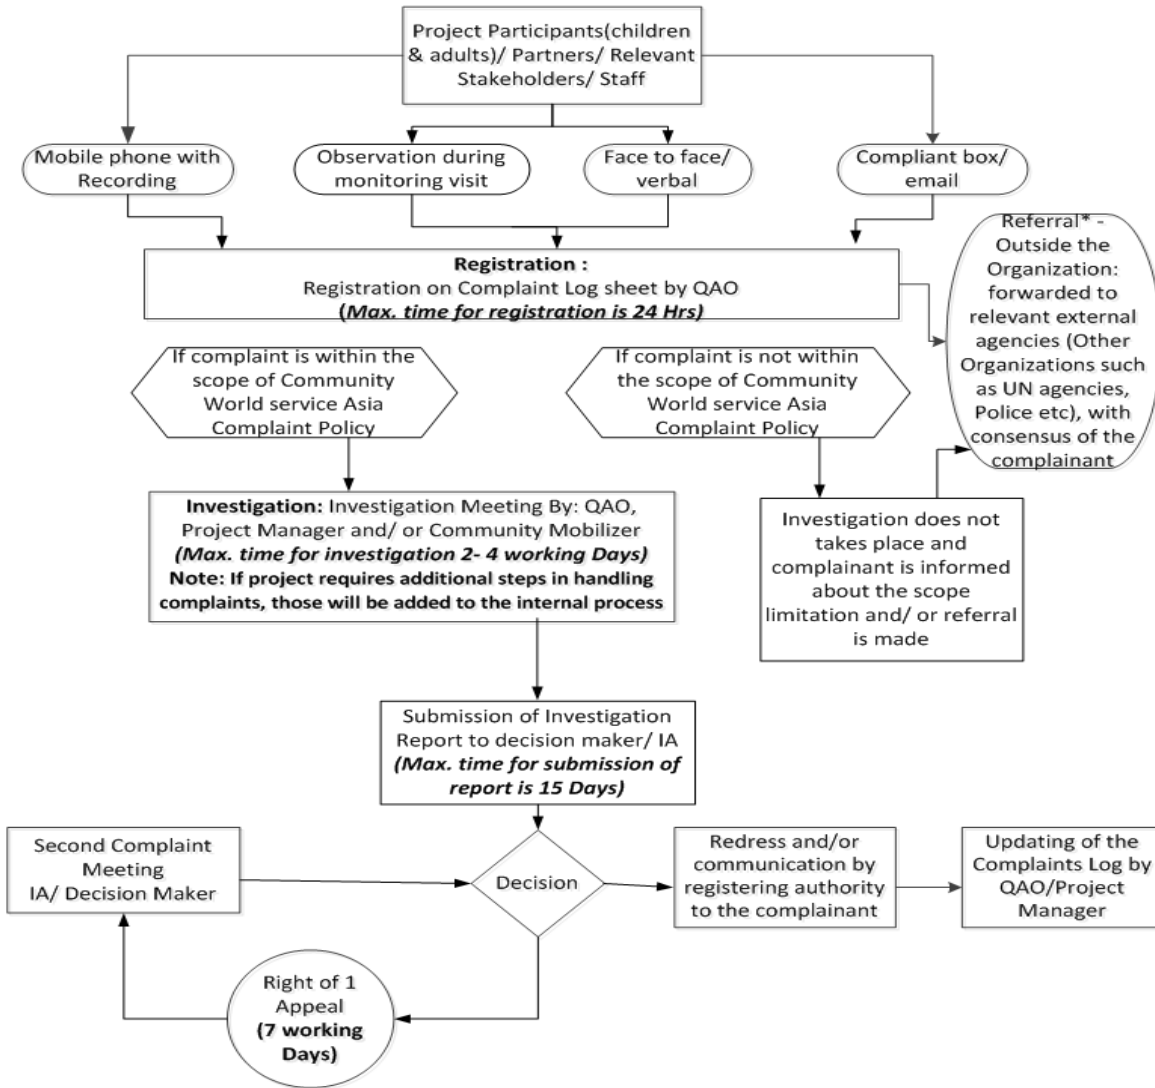 Project Participants(children
& adults)/ Partners/ Relevant
Stakeholders/ Staff
Mobile phone with
Recording
Observation during
monitoring visit
Face to face/
verbal
Compliant box/
email
Registration :
Registration on Complaint Log sheet by QAO
(Max. time for registration is 24 Hrs)
Referral* -
Outside the
Organization:
forwarded to
relevant external
agencies (Other
Organizations such
as UN agencies,
Police etc), with
consensus of the
complainant
If complaint is within the
scope of Community
World service Asia
Complaint Policy
If complaint is not within
the scope of Community
World service Asia
Complaint Policy
Investigation: Investigation Meeting By: QAO,
Project Manager and/ or Community Mobilizer
(Max. time for investigation 2- 4 working Days)
Note: If project requires additional steps in handling
complaints, those will be added to the internal process
Investigation does not
takes place and
complainant is informed
about the scope
limitation and/ or referral
is made
Submission of Investigation
Report to decision maker/ IA
(Max. time for submission of
report is 15 Days)
Second Complaint
Meeting
IA/ Decision Maker
Decision
Redress and/or
communication by
registering authority
to the complainant
Updating of the
Complaints Log by
QAO/Project
Manager
Right of 1
Appeal
(7 working
Days)